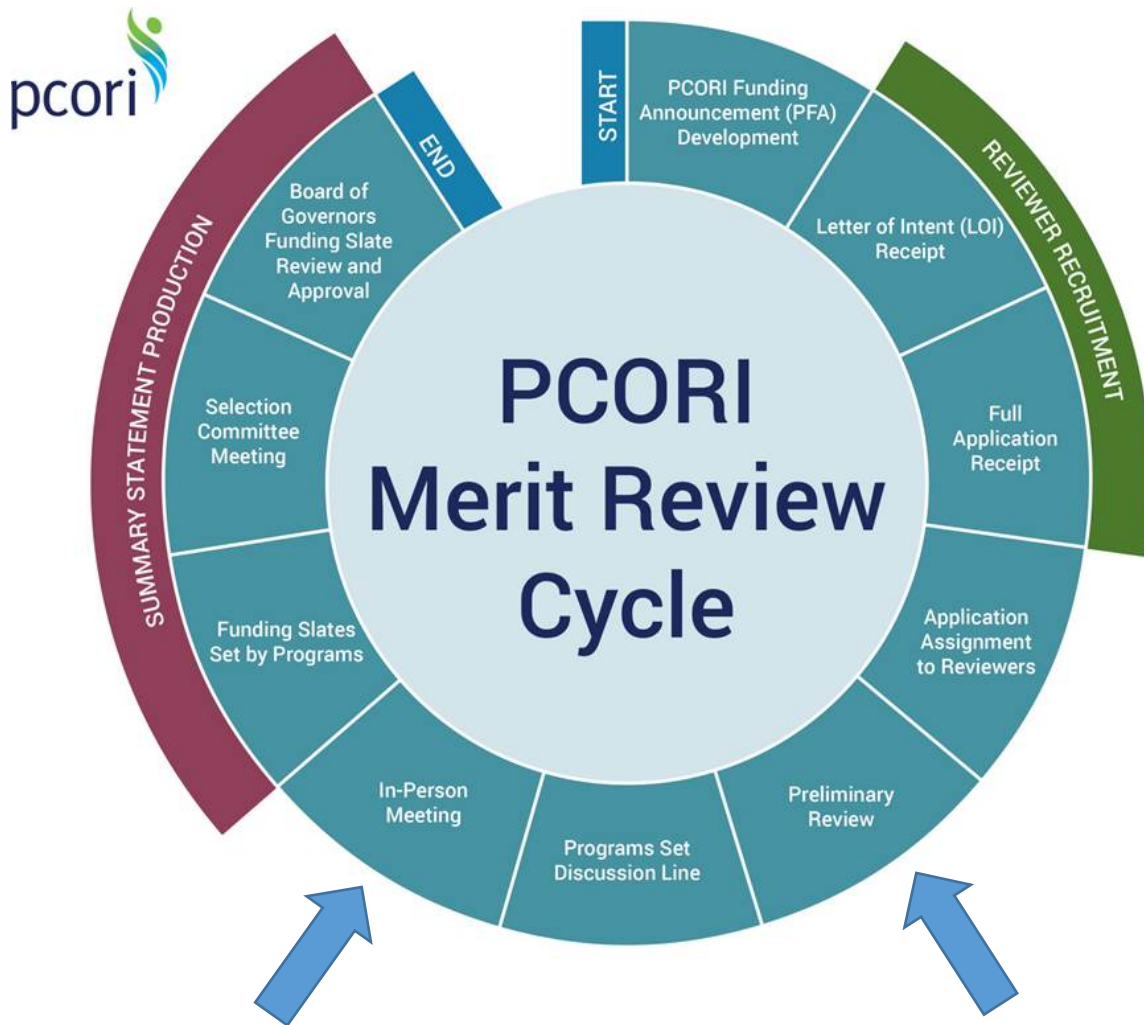 pcori
START
PCORI Funding
Announcement (PFA)
Development
REVIEWER RECRUITMENT
Letter of Intent (LOI)
Receipt
Full
Application
Receipt
Application
Assignment
to Reviewers
Preliminary
Review
Programs Set
Discussion Line
In-Person
Meeting
Funding Slates
Set by Programs
SUMMARY STATEMENT PRODUCTION
Selection
Committee
Meeting
Board of
Governors
Funding Slate
Review and
Approval
END
PCORI
Merit Review
Cycle